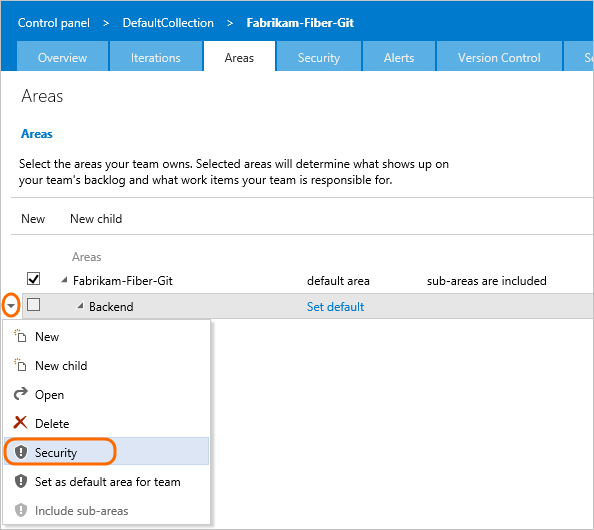 Control panel > DefaultCollection > Fabrikam-Fiber-Git
Overview Iterations Areas Security Alerts Version Control
Areas
Areas
Select the areas your team owns. Selected areas will determine what shows up on
your team's backlog and what work items your team is responsible for.
New New child
Areas
Fabrikam-Fiber-Git default area sub-areas are included
Backend Set default
New
New child
Open
Delete
Security
Set as default area for team
Include sub-areas